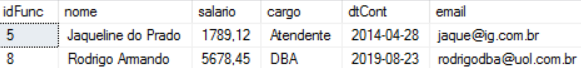 idFunc nome salario cargo dtCont email
5 Jaqueline do Prado 1789,12 Atendente 2014-04-28 jaque@ig.com.br
8 Rodrigo Armando 5678,45 DBA 2019-08-23 rodrigodba@uol.com.br